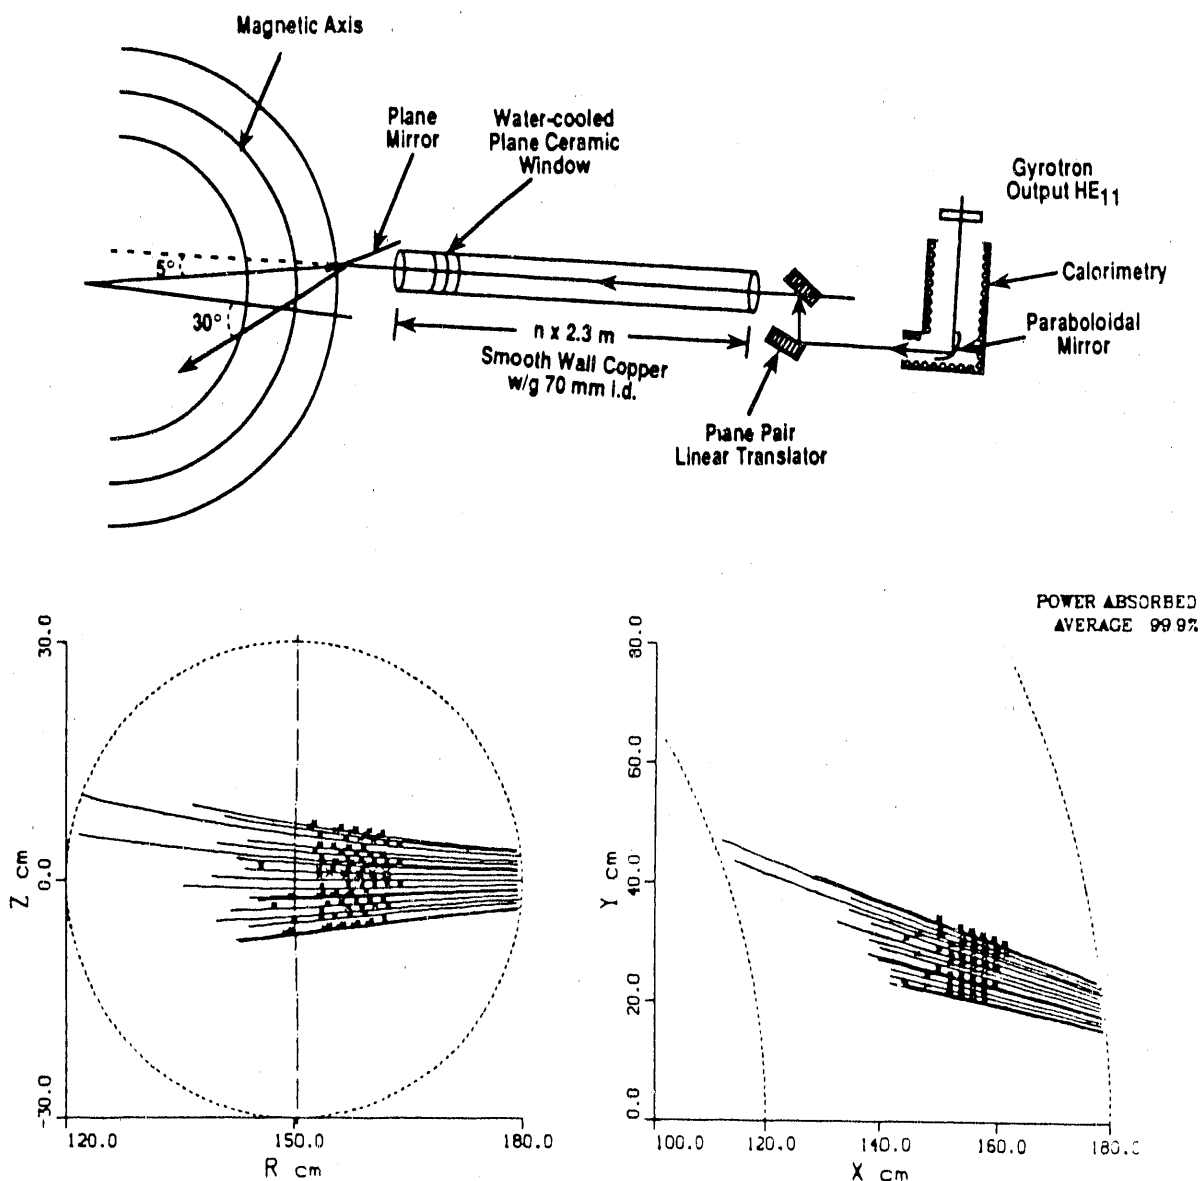 Magnetic Axis
Plane
Mirror
Water-cooled
Plane Ceramic
Window
Gyrotron
Output HE11
Calorimetry
Paraboloidal
Mirror
5°
30°
n x 2.3 m
Smooth Wall Copper
w/g 70 mm i.d.
Plane Pair
Linear Translator
POWER ABSORBED
AVERAGE 99.9%
30.0
0.0
-30.0
Z cm
120.0
150.0
180.0
R cm
80.0
60.0
40.0
20.0
0.0
Y cm
100.0
120.0
140.0
160.0
180.0
X cm